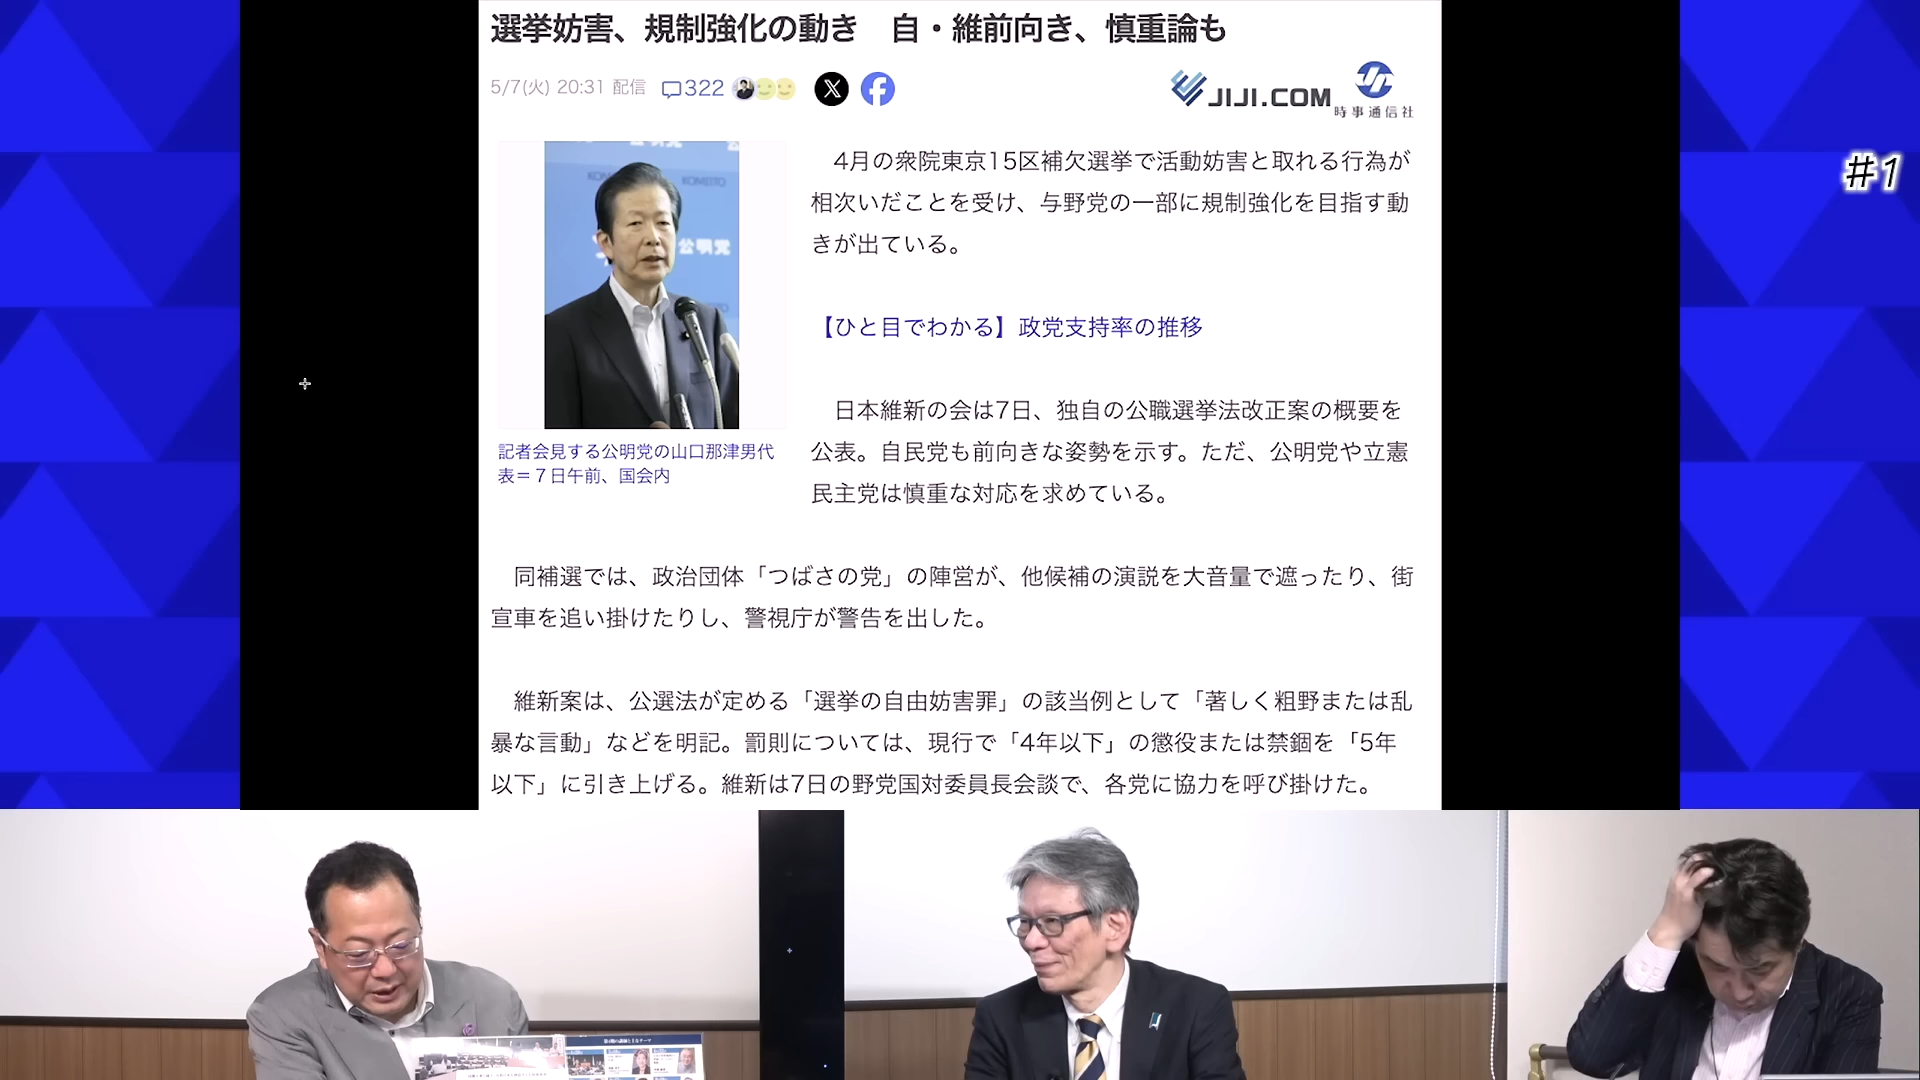 選挙妨害、規制強化の動き　自・維前向き、慎重論も
5/7(火) 20:31 配信
322
JIJI.COM
時事通信社
#1
公明党
記者会見する公明党の山口那津男代
表＝７日午前、国会内
4月の衆院東京15区補欠選挙で活動妨害と取れる行為が
相次いだことを受け、与野党の一部に規制強化を目指す動
きが出ている。
【ひと目でわかる】政党支持率の推移
日本維新の会は7日、独自の公職選挙法改正案の概要を
公表。自民党も前向きな姿勢を示す。ただ、公明党や立憲
民主党は慎重な対応を求めている。
同補選では、政治団体「つばさの党」の陣営が、他候補の演説を大音量で遮ったり、街
宣車を追い掛けたりし、警視庁が警告を出した。
維新案は、公選法が定める「選挙の自由妨害罪」の該当例として「著しく粗野または乱
暴な言動」などを明記。罰則については、現行で「4年以下」の懲役または禁錮を「5年
以下」に引き上げる。維新は7日の野党国対委員長会談で、各党に協力を呼び掛けた。